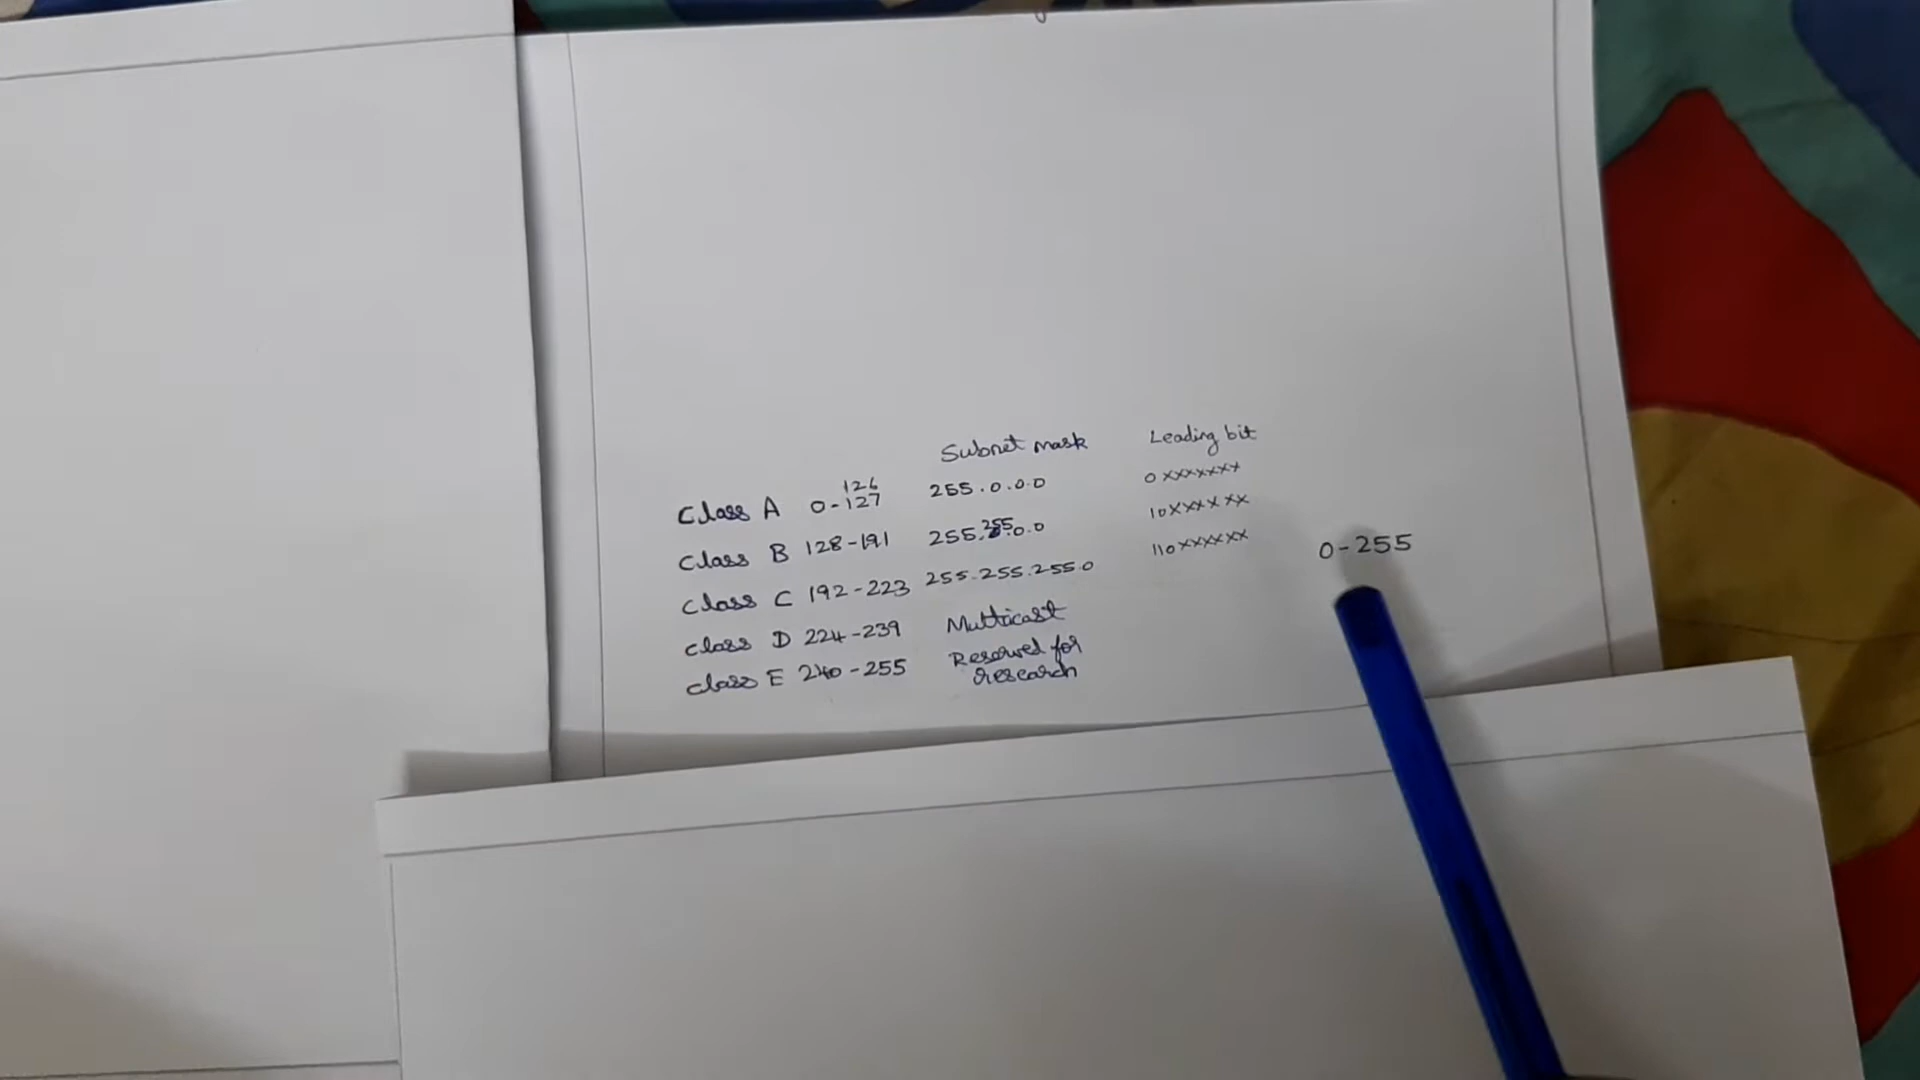 Subnet mask Leading bit
126
Class A 0-127 255.0.0.0 0xxxxxxx
Class B 128-191 255.255.0.0 10xxxxxx
Class C 192-223 255.255.255.0 110xxxxxx
0-255
class D 224-239 Multicast
class E 240-255 Reserved for
research